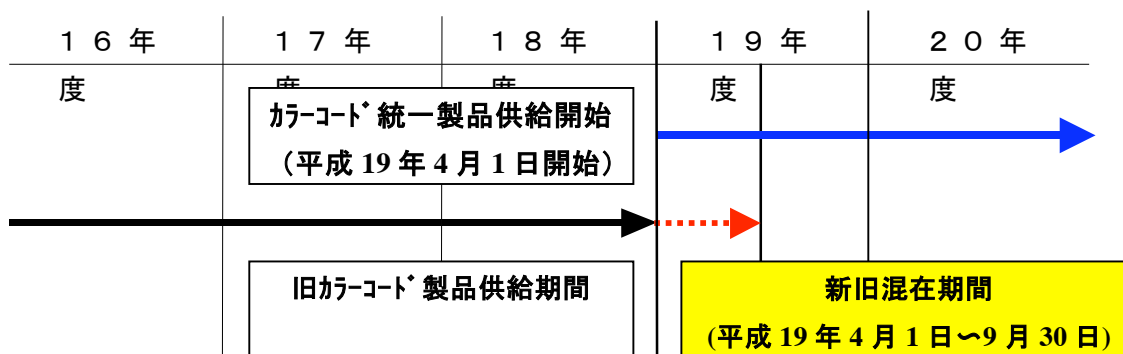 １６年 １７年 １８年 １９年 ２０年
度 度 度 度 度
ｶﾗｰｺｰﾄﾞ統一製品供給開始
（平成 19 年 4 月 1 日開始）
旧ｶﾗｰｺｰﾄﾞ製品供給期間
新旧混在期間
(平成 19 年 4 月 1 日〜9 月 30 日)